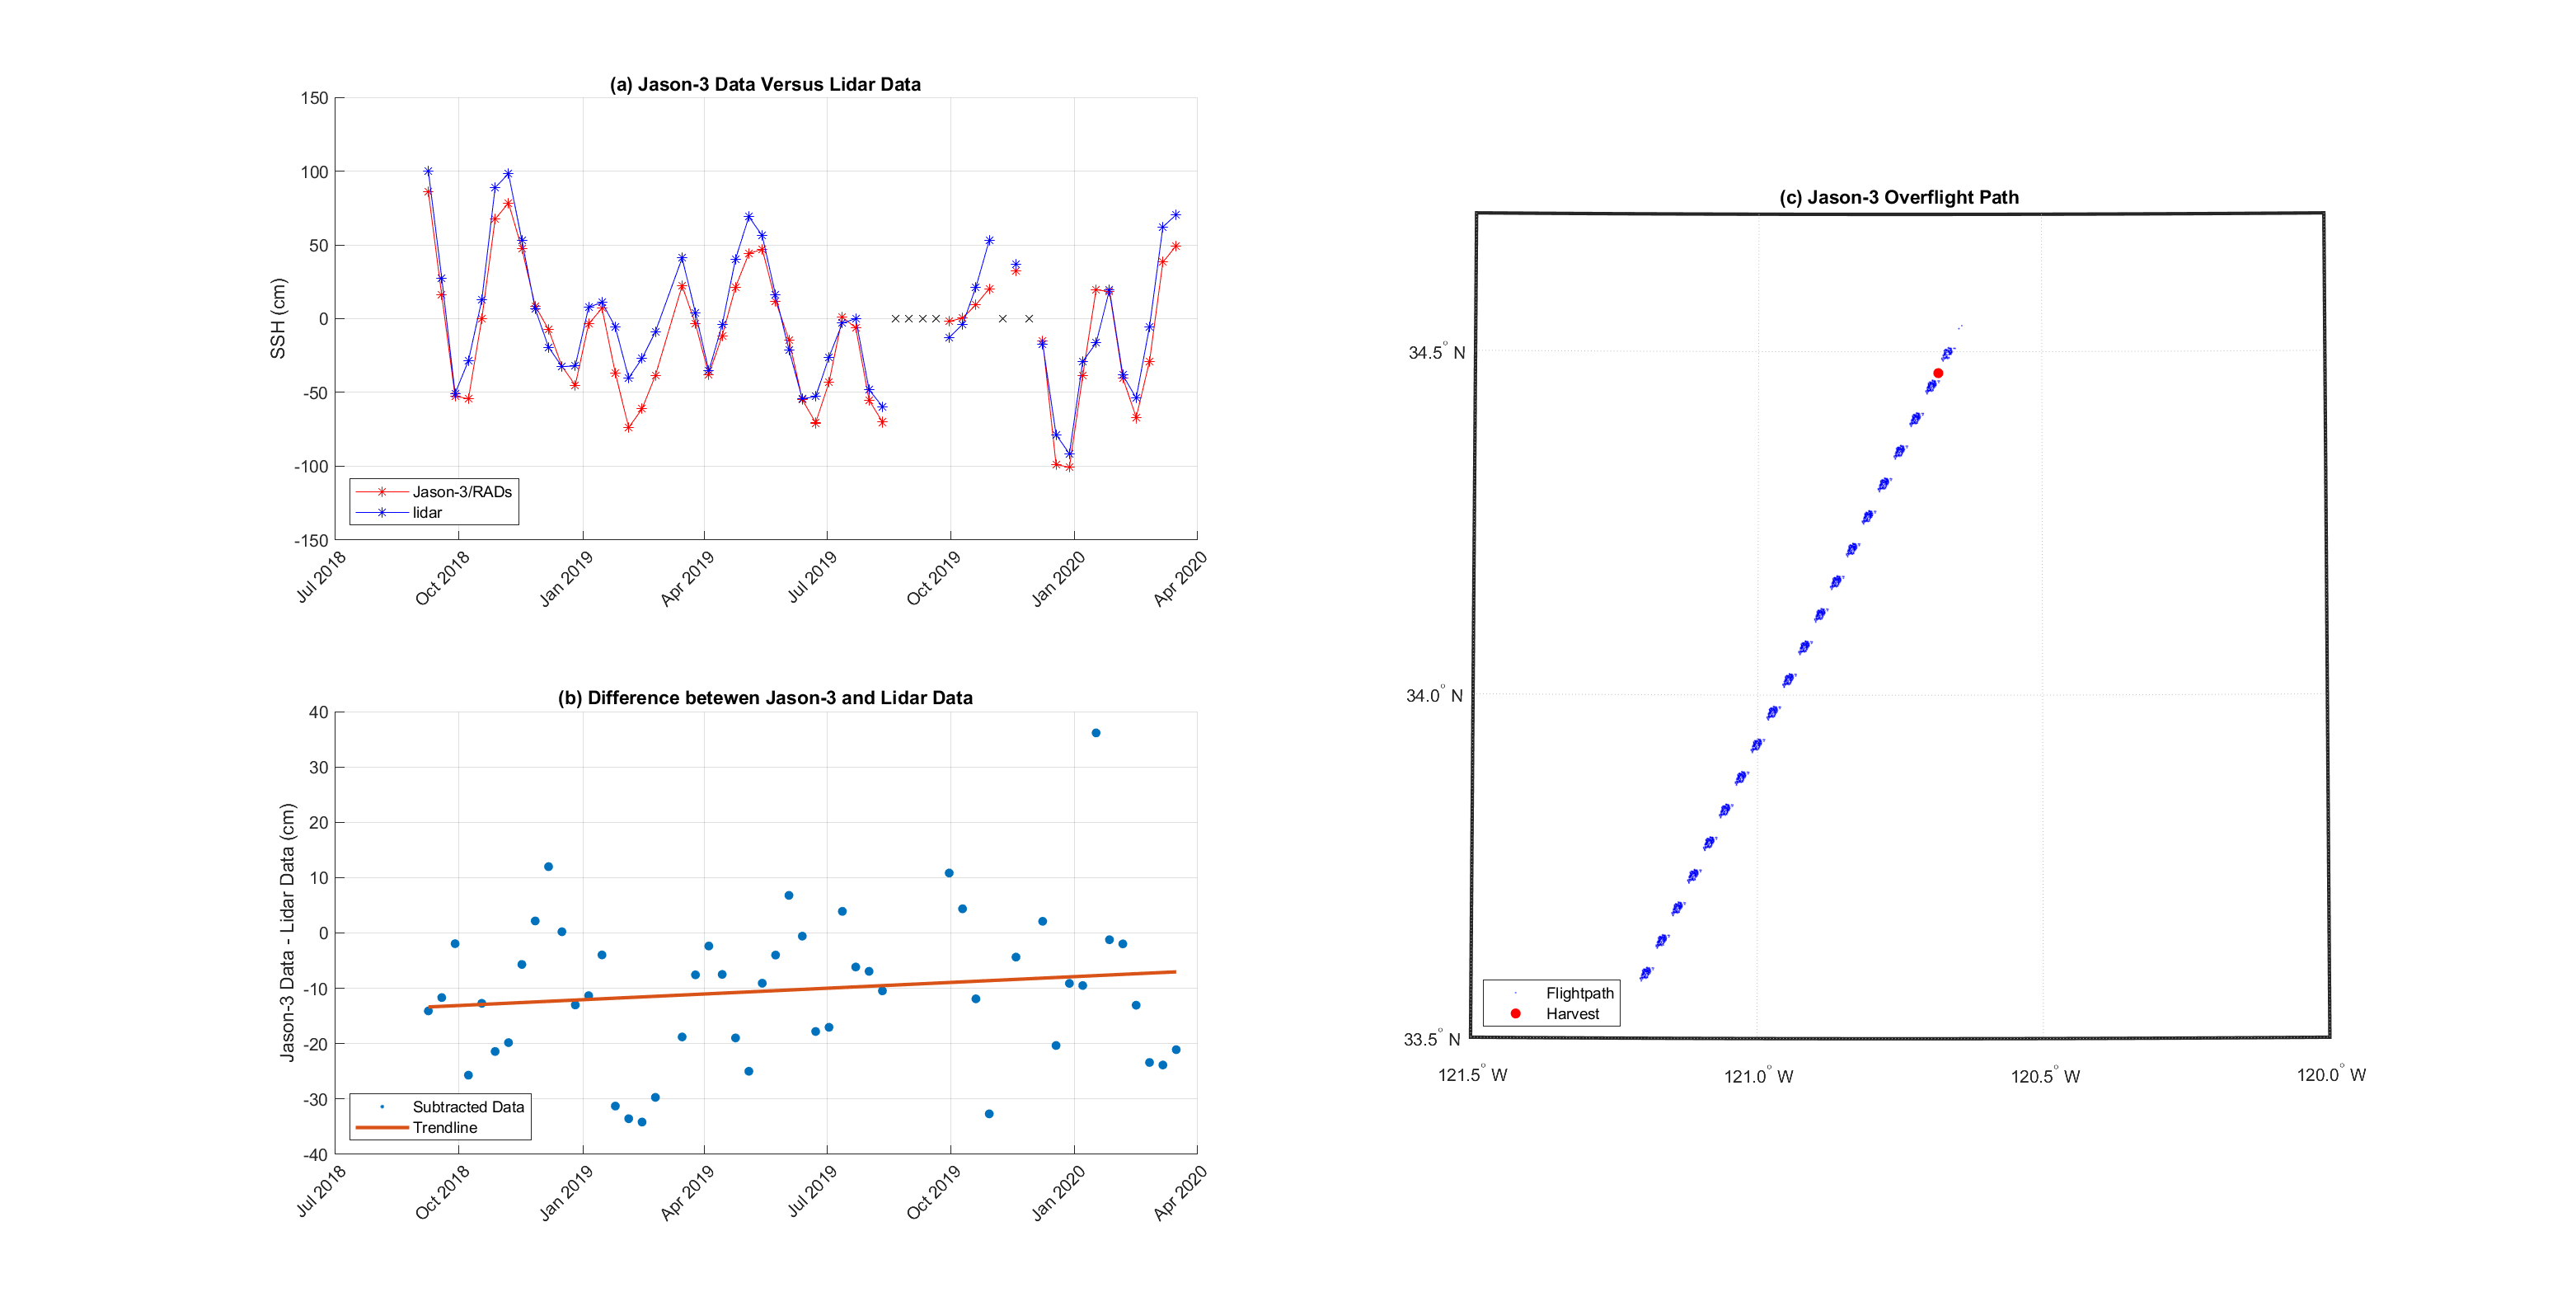 (a) Jason-3 Data Versus Lidar Data
150
100
50
0
-50
-100
-150
SSH (cm)
Jason-3/RADs
lidar
Jul 2018
Oct 2018
Jan 2019
Apr 2019
Jul 2019
Oct 2019
Jan 2020
Apr 2020
(b) Difference betewen Jason-3 and Lidar Data
40
30
20
10
0
-10
-20
-30
-40
Jason-3 Data - Lidar Data (cm)
Subtracted Data
Trendline
Jul 2018
Oct 2018
Jan 2019
Apr 2019
Jul 2019
Oct 2019
Jan 2020
Apr 2020
(c) Jason-3 Overflight Path
34.5° N
34.0° N
33.5° N
Flightpath
Harvest
121.5° W
121.0° W
120.5° W
120.0° W